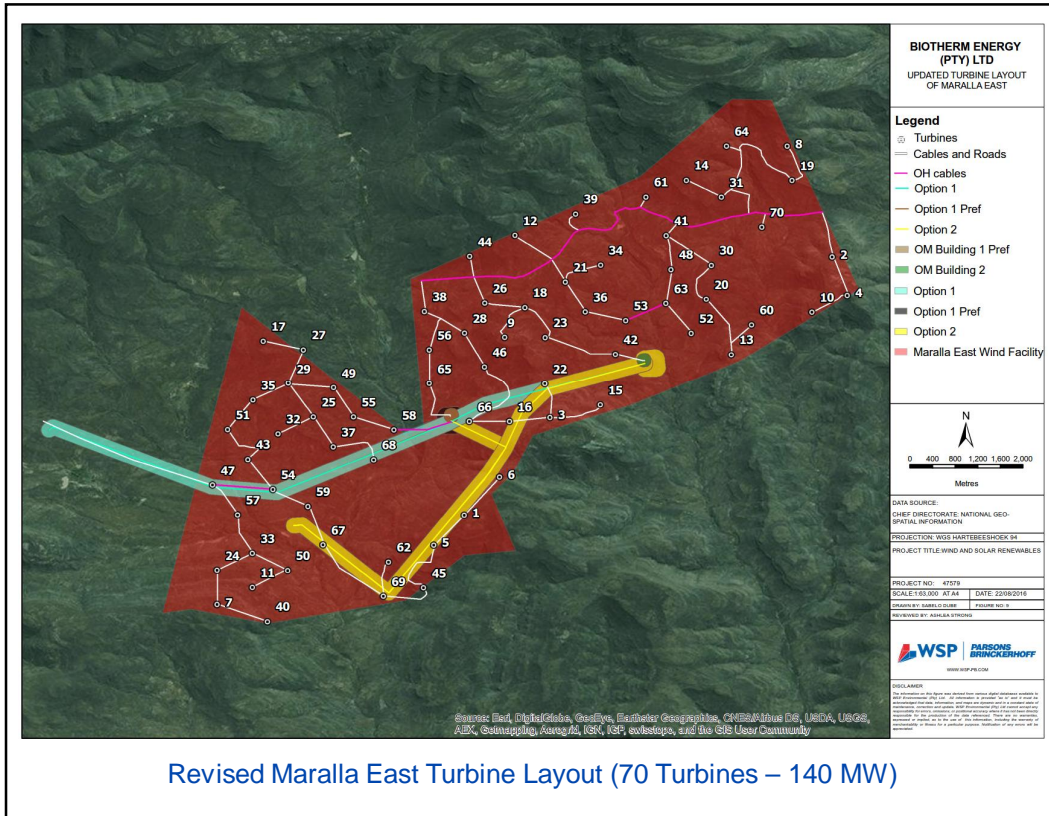 BIOTHERM ENERGY
(PTY) LTD
UPDATED TURBINE LAYOUT
OF MARALLA EAST
Legend
Turbines
Cables and Roads
OH cables
Option 1
Option 1 Pref
Option 2
OM Building 1 Pref
OM Building 2
Option 1
Option 1 Pref
Option 2
Maralla East Wind Facility
N
0 400 800 1,200 1,600 2,000
Metres
DATA SOURCE:
CHIEF DIRECTORATE: NATIONAL GEO-
SPATIAL INFORMATION
PROJECTION: WGS HARTEBEESHOEK 94
PROJECT TITLE:WIND AND SOLAR RENEWABLES
PROJECT NO: 47579
SCALE:1:63,000 AT A4 DATE: 22/08/2016
DRAWN BY: SABELO DUBE FIGURE NO: 6
REVIEWED BY: ASHLEA STRONG
WSP PARSONS
BRINCKERHOFF
WWW.WSP-PB.COM
DISCLAIMER
64
8
14
19
31
61
39
70
12
41
44
34
48
30
2
21
26
20
4
38
18
36
53
63
10
28
9
23
52
60
56
17
27
42
13
46
29
65
49
22
35
15
25
55
51
32
58
66
16
3
43
37
68
47
54
6
57
59
1
33
67
5
24
50
62
11
45
7
69
40
Source: Esri, DigitalGlobe, GeoEye, Earthstar Geographics, CNES/Airbus DS, USDA, USGS,
AEX, Getmapping, Aerogrid, IGN, IGP, swisstopo, and the GIS User Community
Revised Maralla East Turbine Layout (70 Turbines – 140 MW)